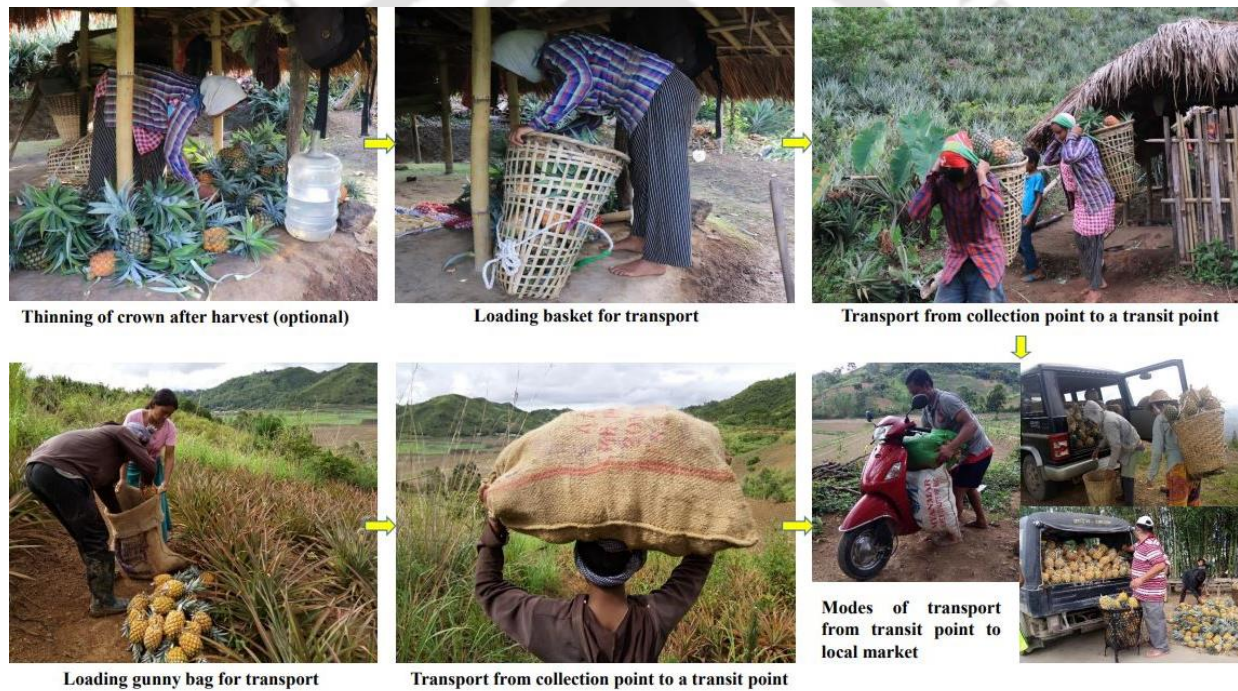 Thinning of crown after harvest (optional)
Loading basket for transport
Transport from collection point to a transit point
Loading gunny bag for transport
Transport from collection point to a transit point
Modes of transport
from transit point to
local market